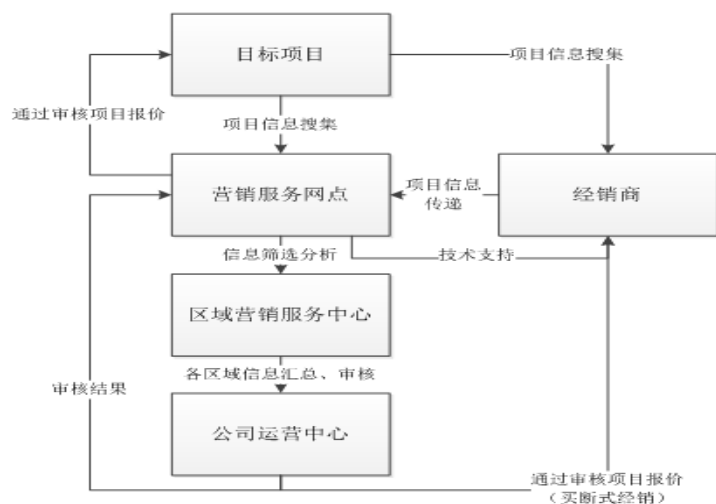 目标项目
项目信息搜集
通过审核项目报价
项目信息搜集
营销服务网点
项目信息
传递
经销商
信息筛选分析
技术支持
区域营销服务中心
各区域信息汇总、审核
审核结果
公司运营中心
通过审核项目报价
（买断式经销）